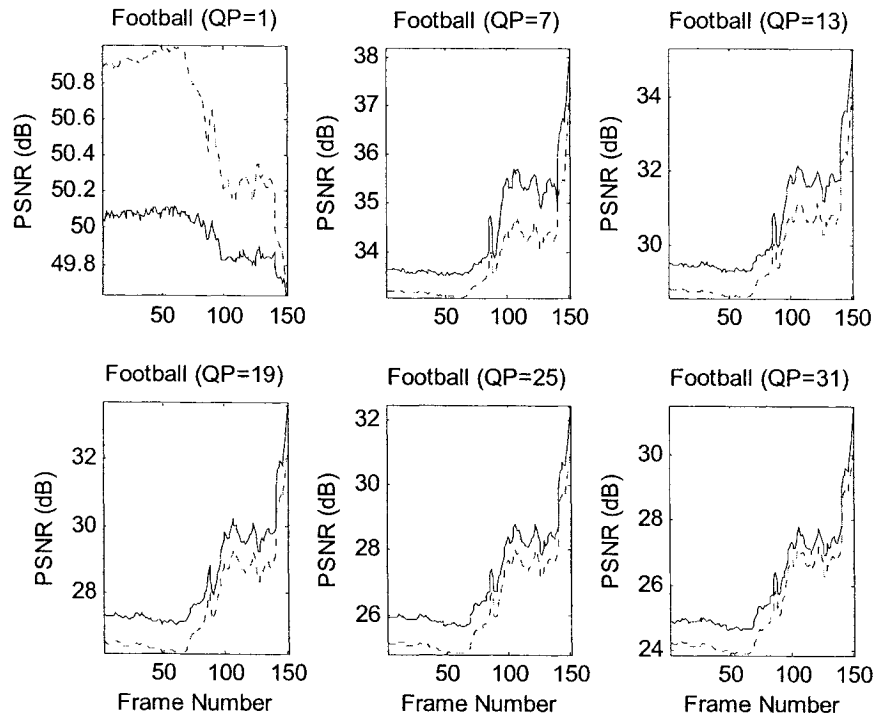 Football (QP=1)
PSNR (dB)
50.8
50.6
50.4
50.2
50
49.8
50
100
150
Football (QP=7)
PSNR (dB)
38
37
36
35
34
50
100
150
Football (QP=13)
PSNR (dB)
34
32
30
50
100
150
Football (QP=19)
PSNR (dB)
32
30
28
50
100
150
Frame Number
Football (QP=25)
PSNR (dB)
32
30
28
26
50
100
150
Frame Number
Football (QP=31)
PSNR (dB)
30
28
26
24
50
100
150
Frame Number